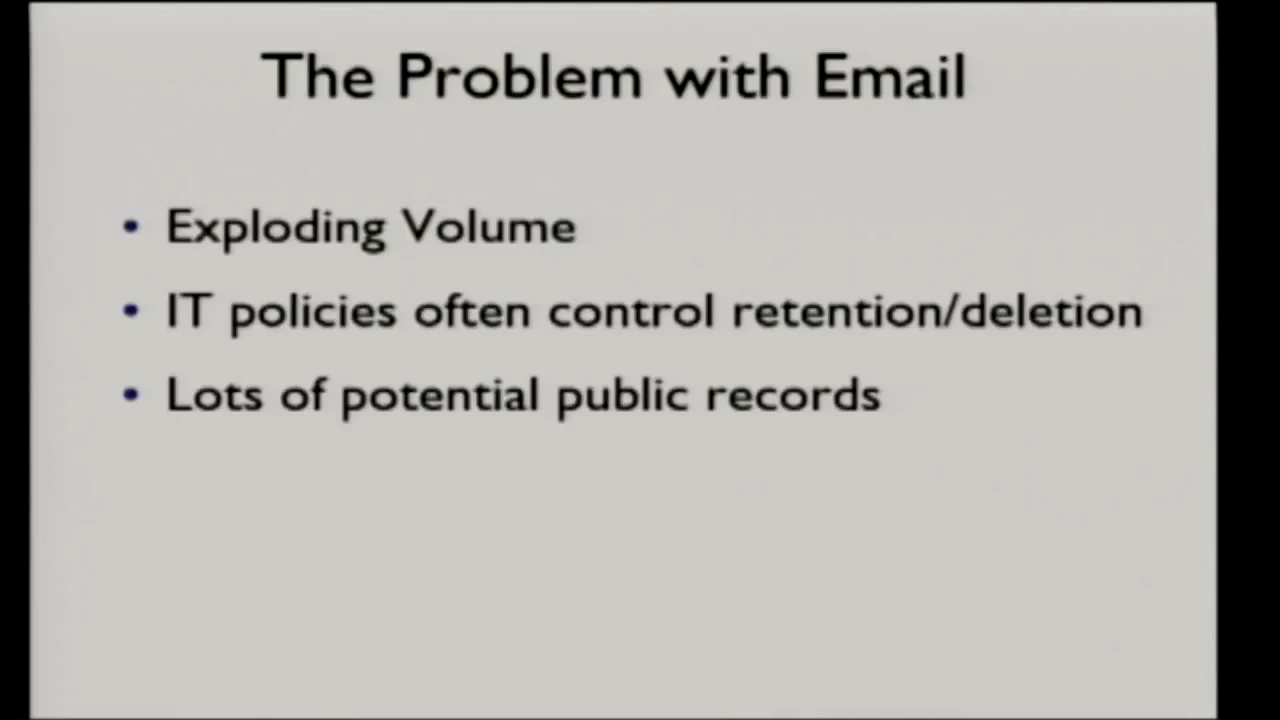 The Problem with Email
• Exploding Volume
• IT policies often control retention/deletion
• Lots of potential public records